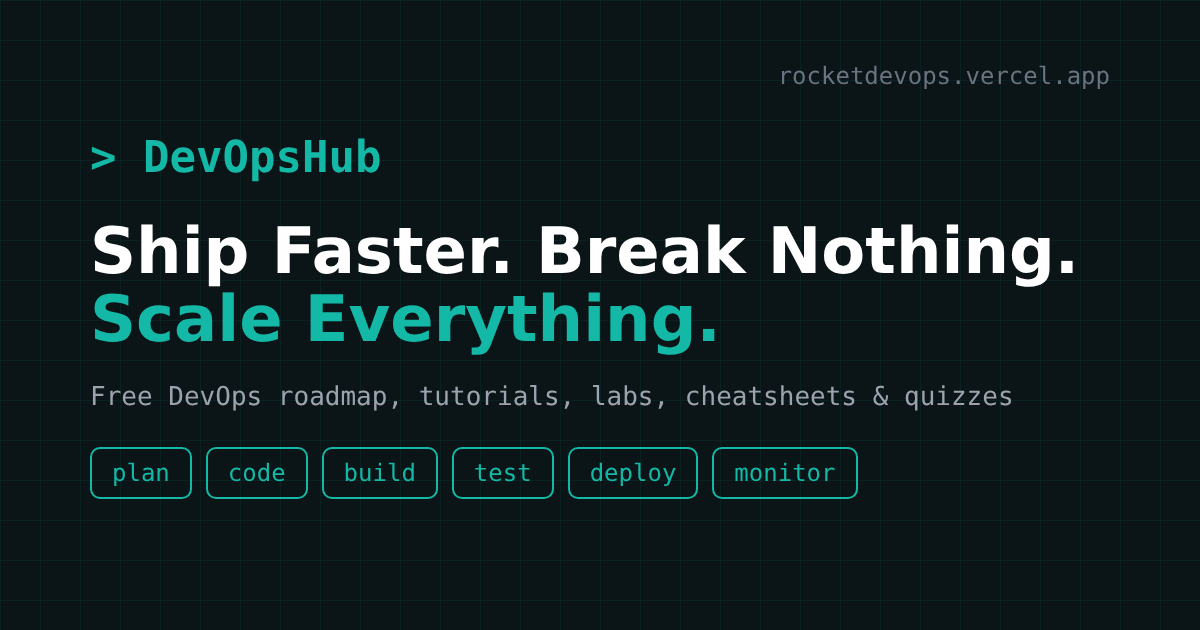 rocketdevops.vercel.app
> DevOpsHub
Ship Faster. Break Nothing.
Scale Everything.
Free DevOps roadmap, tutorials, labs, cheatsheets & quizzes
plan code build test deploy monitor